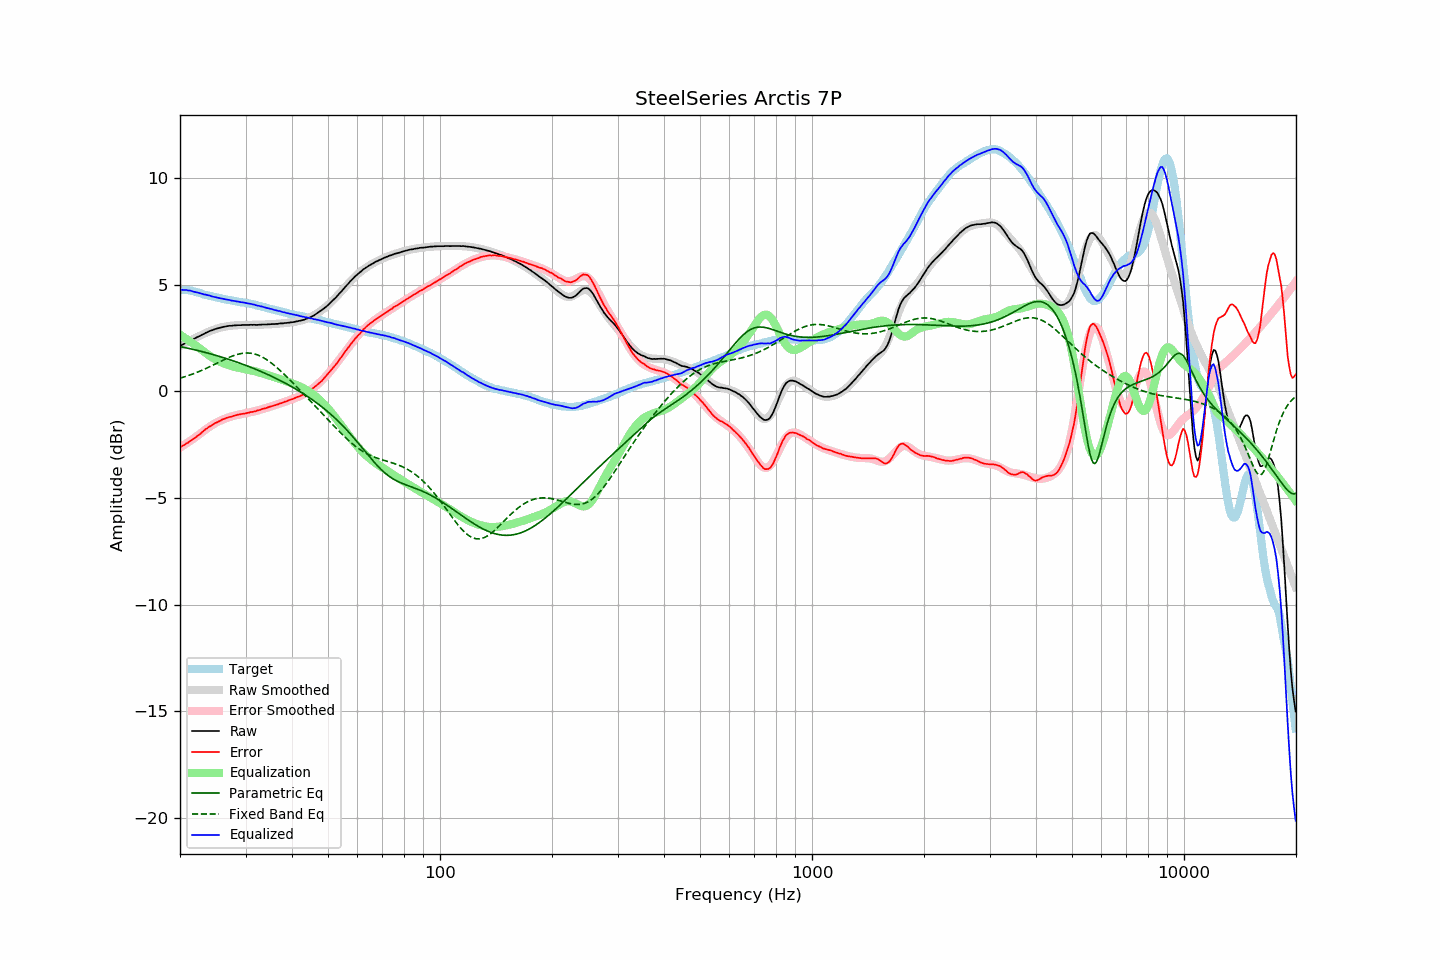 SteelSeries Arctis 7P
Amplitude (dBr)
10
5
0
−5
−10
−15
−20
Target
Raw Smoothed
Error Smoothed
Raw
Error
Equalization
Parametric Eq
Fixed Band Eq
Equalized
100 1000 10000
Frequency (Hz)